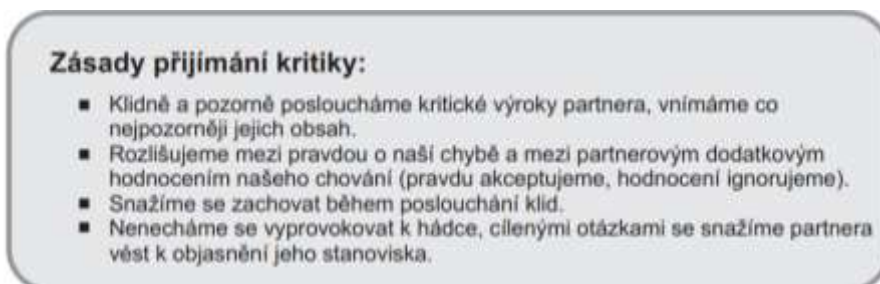 Zásady přijímání kritiky:
■ Klidně a pozorně posloucháme kritické výroky partnera, vnímáme co
nejpozorněji jejich obsah.
■ Rozlišujeme mezi pravdou o naší chybě a mezi partnerovým dodatkovým
hodnocením našeho chování (pravdu akceptujeme, hodnocení ignorujeme).
■ Snažíme se zachovat během poslouchání klid.
■ Nenecháme se vyprovokovat k hádce, cílenými otázkami se snažíme partnera
vést k objasnění jeho stanoviska.